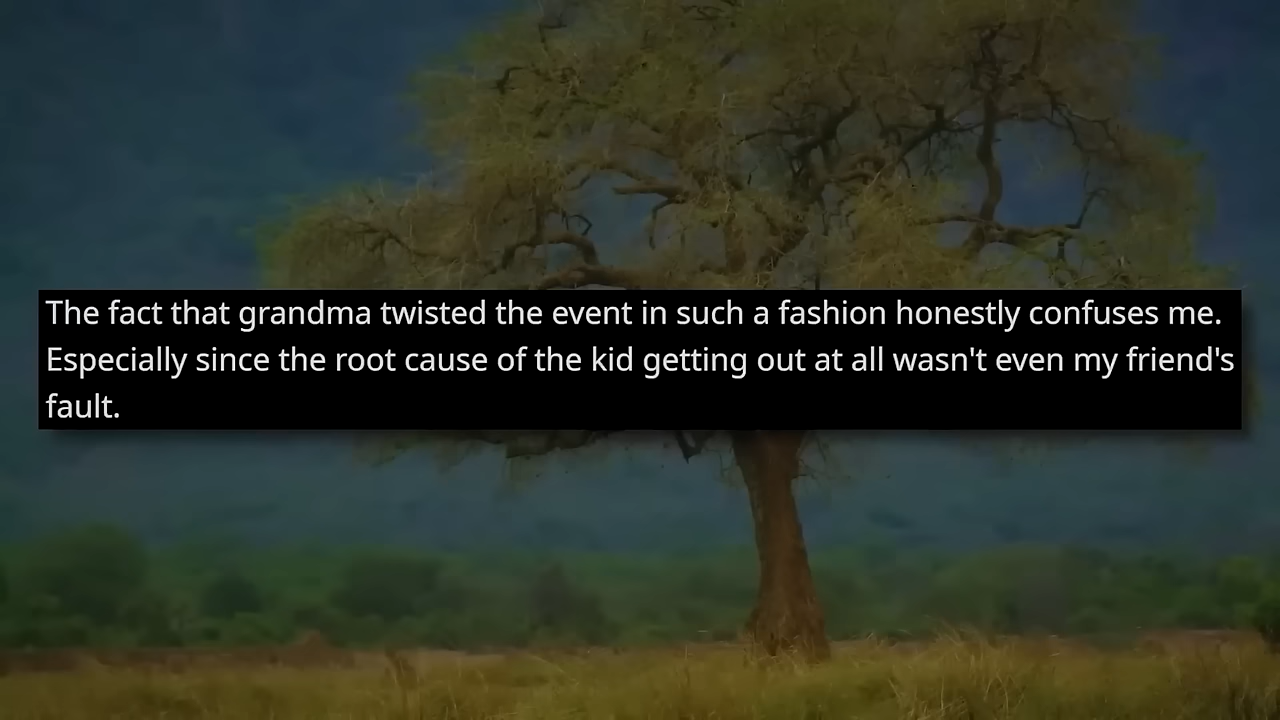 The fact that grandma twisted the event in such a fashion honestly confuses me.
Especially since the root cause of the kid getting out at all wasn't even my friend's
fault.